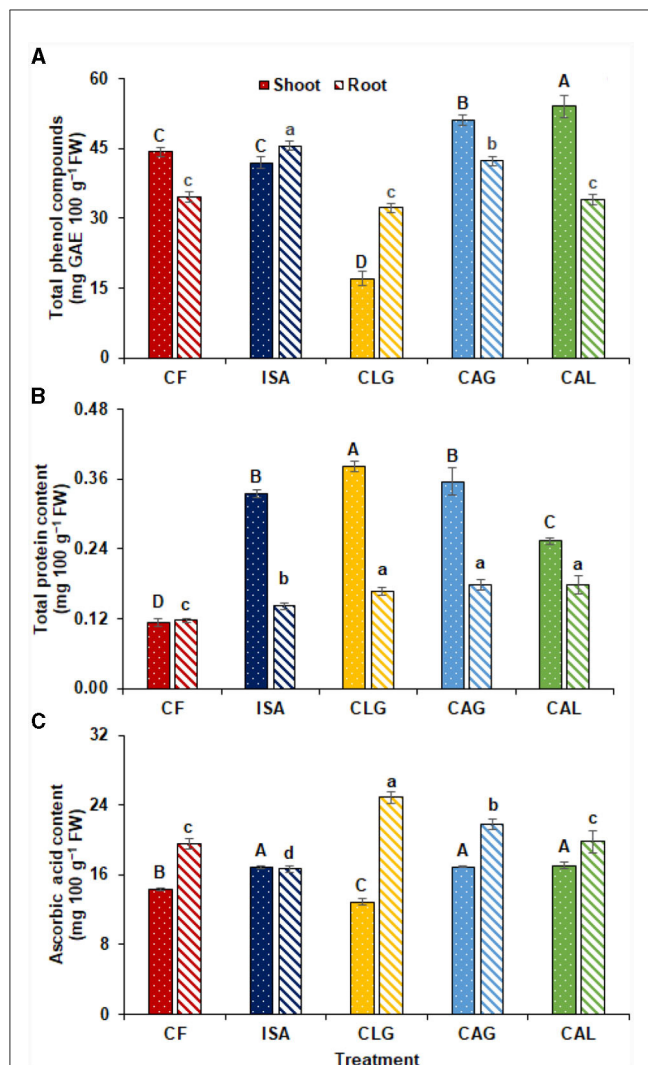 A
Total phenol compounds
(mg GAE 100 g⁻¹ FW)
60
45
30
15
0
Shoot Root
C c C a D c B b A c
CF ISA CLG CAG CAL
B
Total protein content
(mg 100 g⁻¹ FW)
0.48
0.36
0.24
0.12
0.00
D c B b A a B a C a
CF ISA CLG CAG CAL
C
Ascorbic acid content
(mg 100 g⁻¹ FW)
32
24
16
8
0
B c A d C a A b A c
CF ISA CLG CAG CAL
Treatment